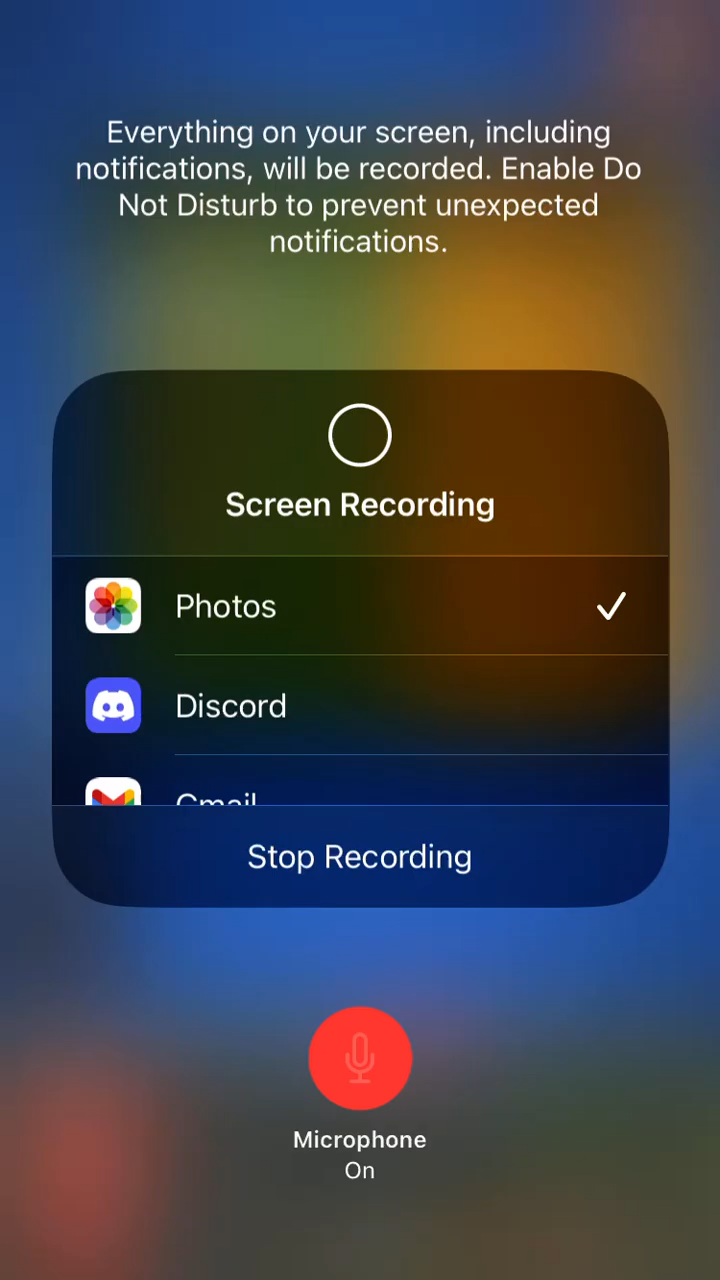 Everything on your screen, including
notifications, will be recorded. Enable Do
Not Disturb to prevent unexpected
notifications.
Screen Recording
Photos
Discord
Gmail
Stop Recording
Microphone
On